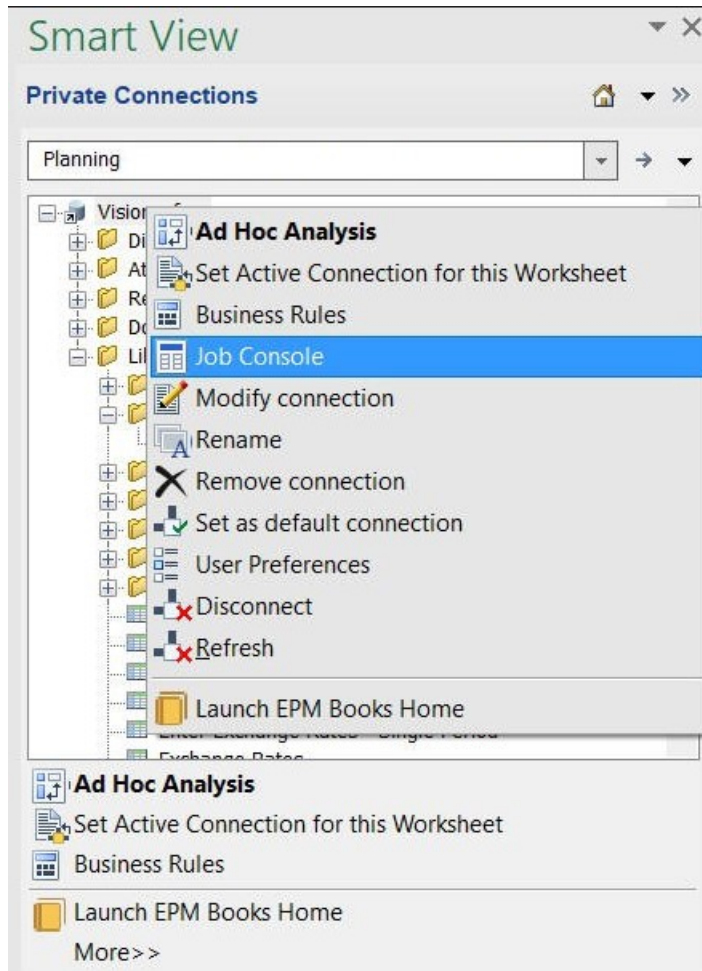 Smart View
Private Connections
Planning
Ad Hoc Analysis
Set Active Connection for this Worksheet
Business Rules
Job Console
Modify connection
Rename
Remove connection
Set as default connection
User Preferences
Disconnect
Refresh
Launch EPM Books Home
Exchange Rates
Ad Hoc Analysis
Set Active Connection for this Worksheet
Business Rules
Launch EPM Books Home
More>>